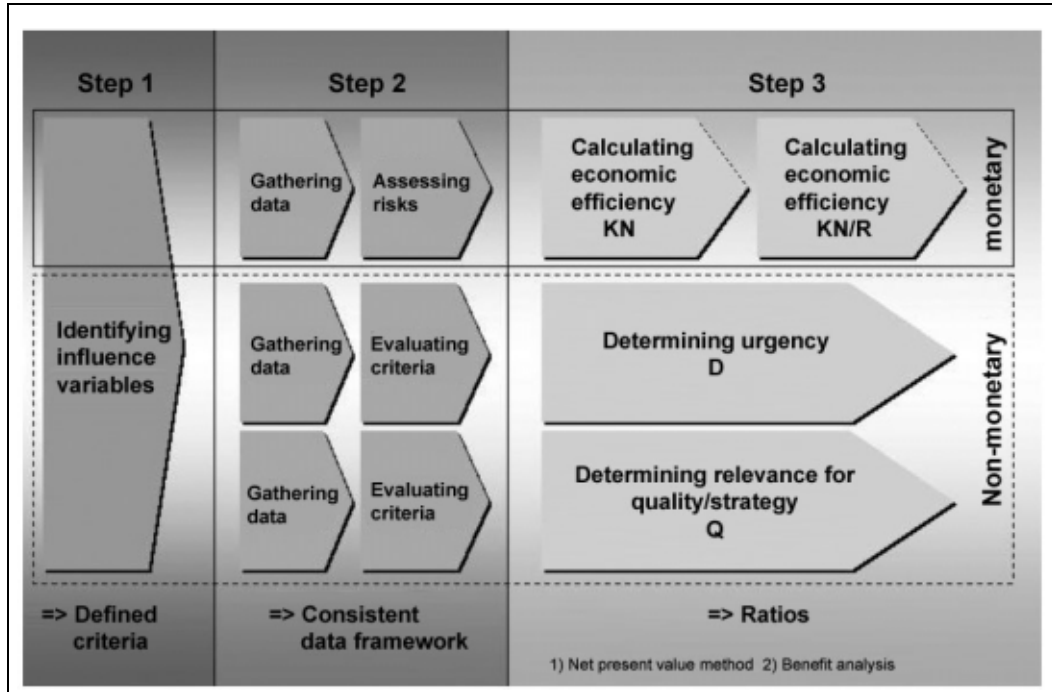 Step 1
Step 2
Step 3
Identifying
influence
variables
Gathering
data
Assessing
risks
Calculating
economic
efficiency
KN
Calculating
economic
efficiency
KN/R
monetary
Gathering
data
Evaluating
criteria
Determining urgency
D
Gathering
data
Evaluating
criteria
Determining relevance for
quality/strategy
Q
Non-monetary
=> Defined
criteria
=> Consistent
data framework
=> Ratios
1) Net present value method 2) Benefit analysis